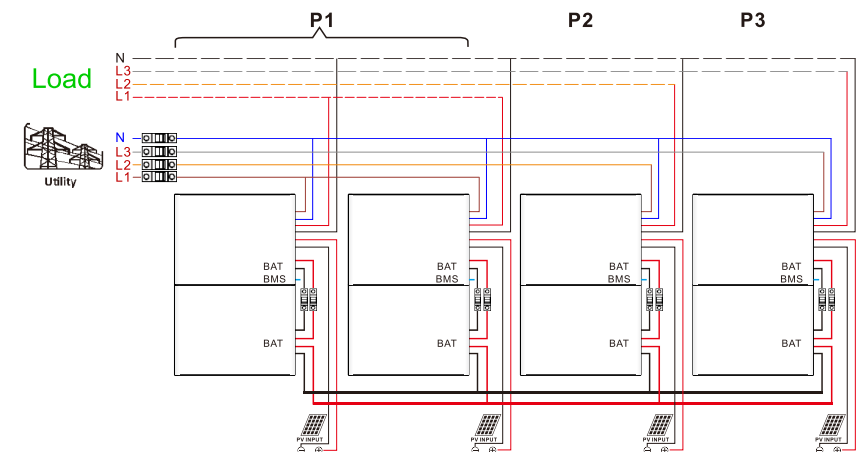 P1 P2 P3
Load
N
L3
L2
L1
Utility
N
L3
L2
L1
BAT BAT BAT BAT
BMS BMS BMS BMS
BAT BAT BAT BAT
PV INPUT PV INPUT PV INPUT PV INPUT